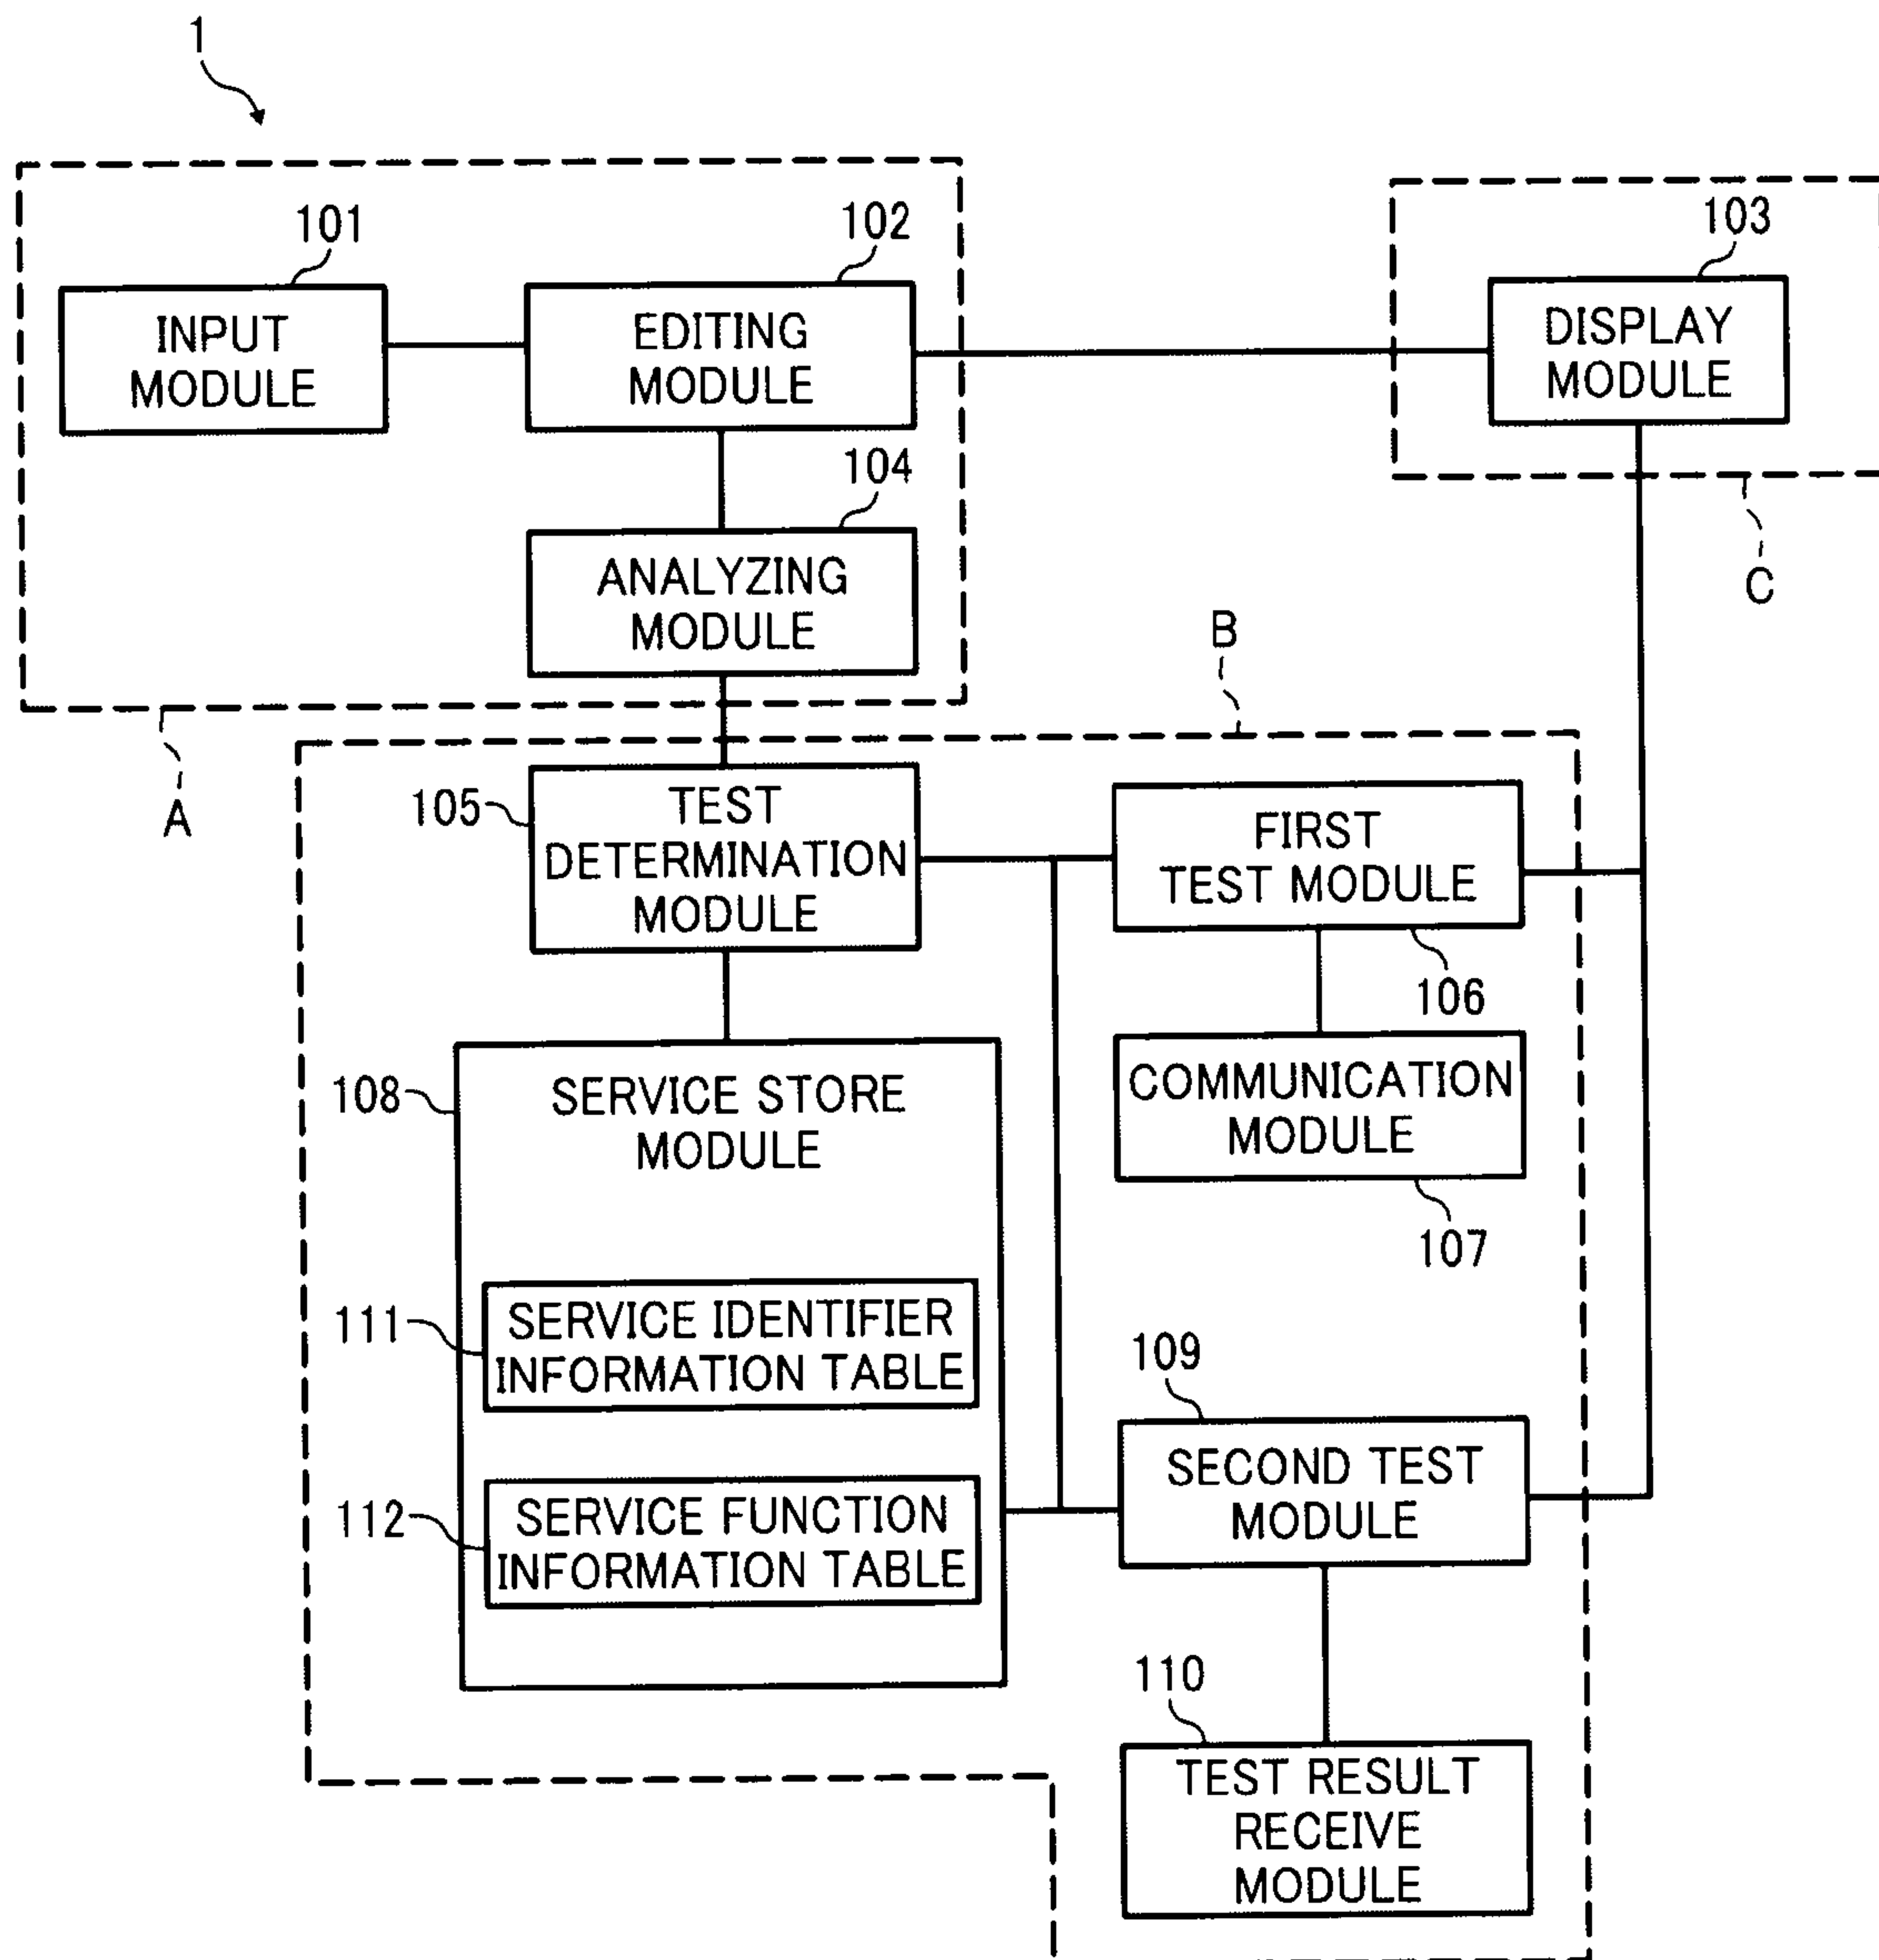 1
101
102
103
INPUT
MODULE
EDITING
MODULE
DISPLAY
MODULE
104
ANALYZING
MODULE
C
B
A
105
TEST
DETERMINATION
MODULE
FIRST
TEST MODULE
106
108
SERVICE STORE
MODULE
COMMUNICATION
MODULE
107
111
SERVICE IDENTIFIER
INFORMATION TABLE
109
112
SERVICE FUNCTION
INFORMATION TABLE
SECOND TEST
MODULE
110
TEST RESULT
RECEIVE
MODULE